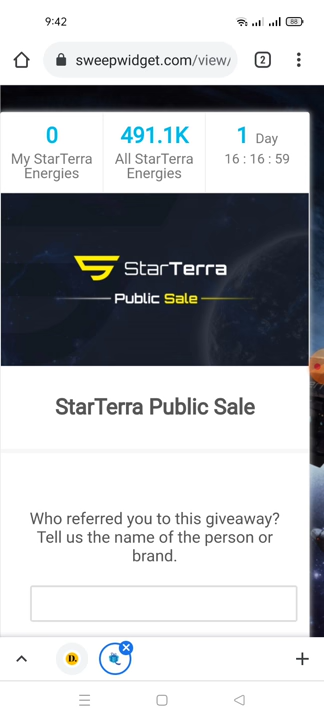 9:42
88
sweepwidget.com/view/
2
0
My StarTerra
Energies
491.1K
All StarTerra
Energies
1 Day
16 : 16 : 59
StarTerra
Public Sale
StarTerra Public Sale
Who referred you to this giveaway?
Tell us the name of the person or
brand.
D.